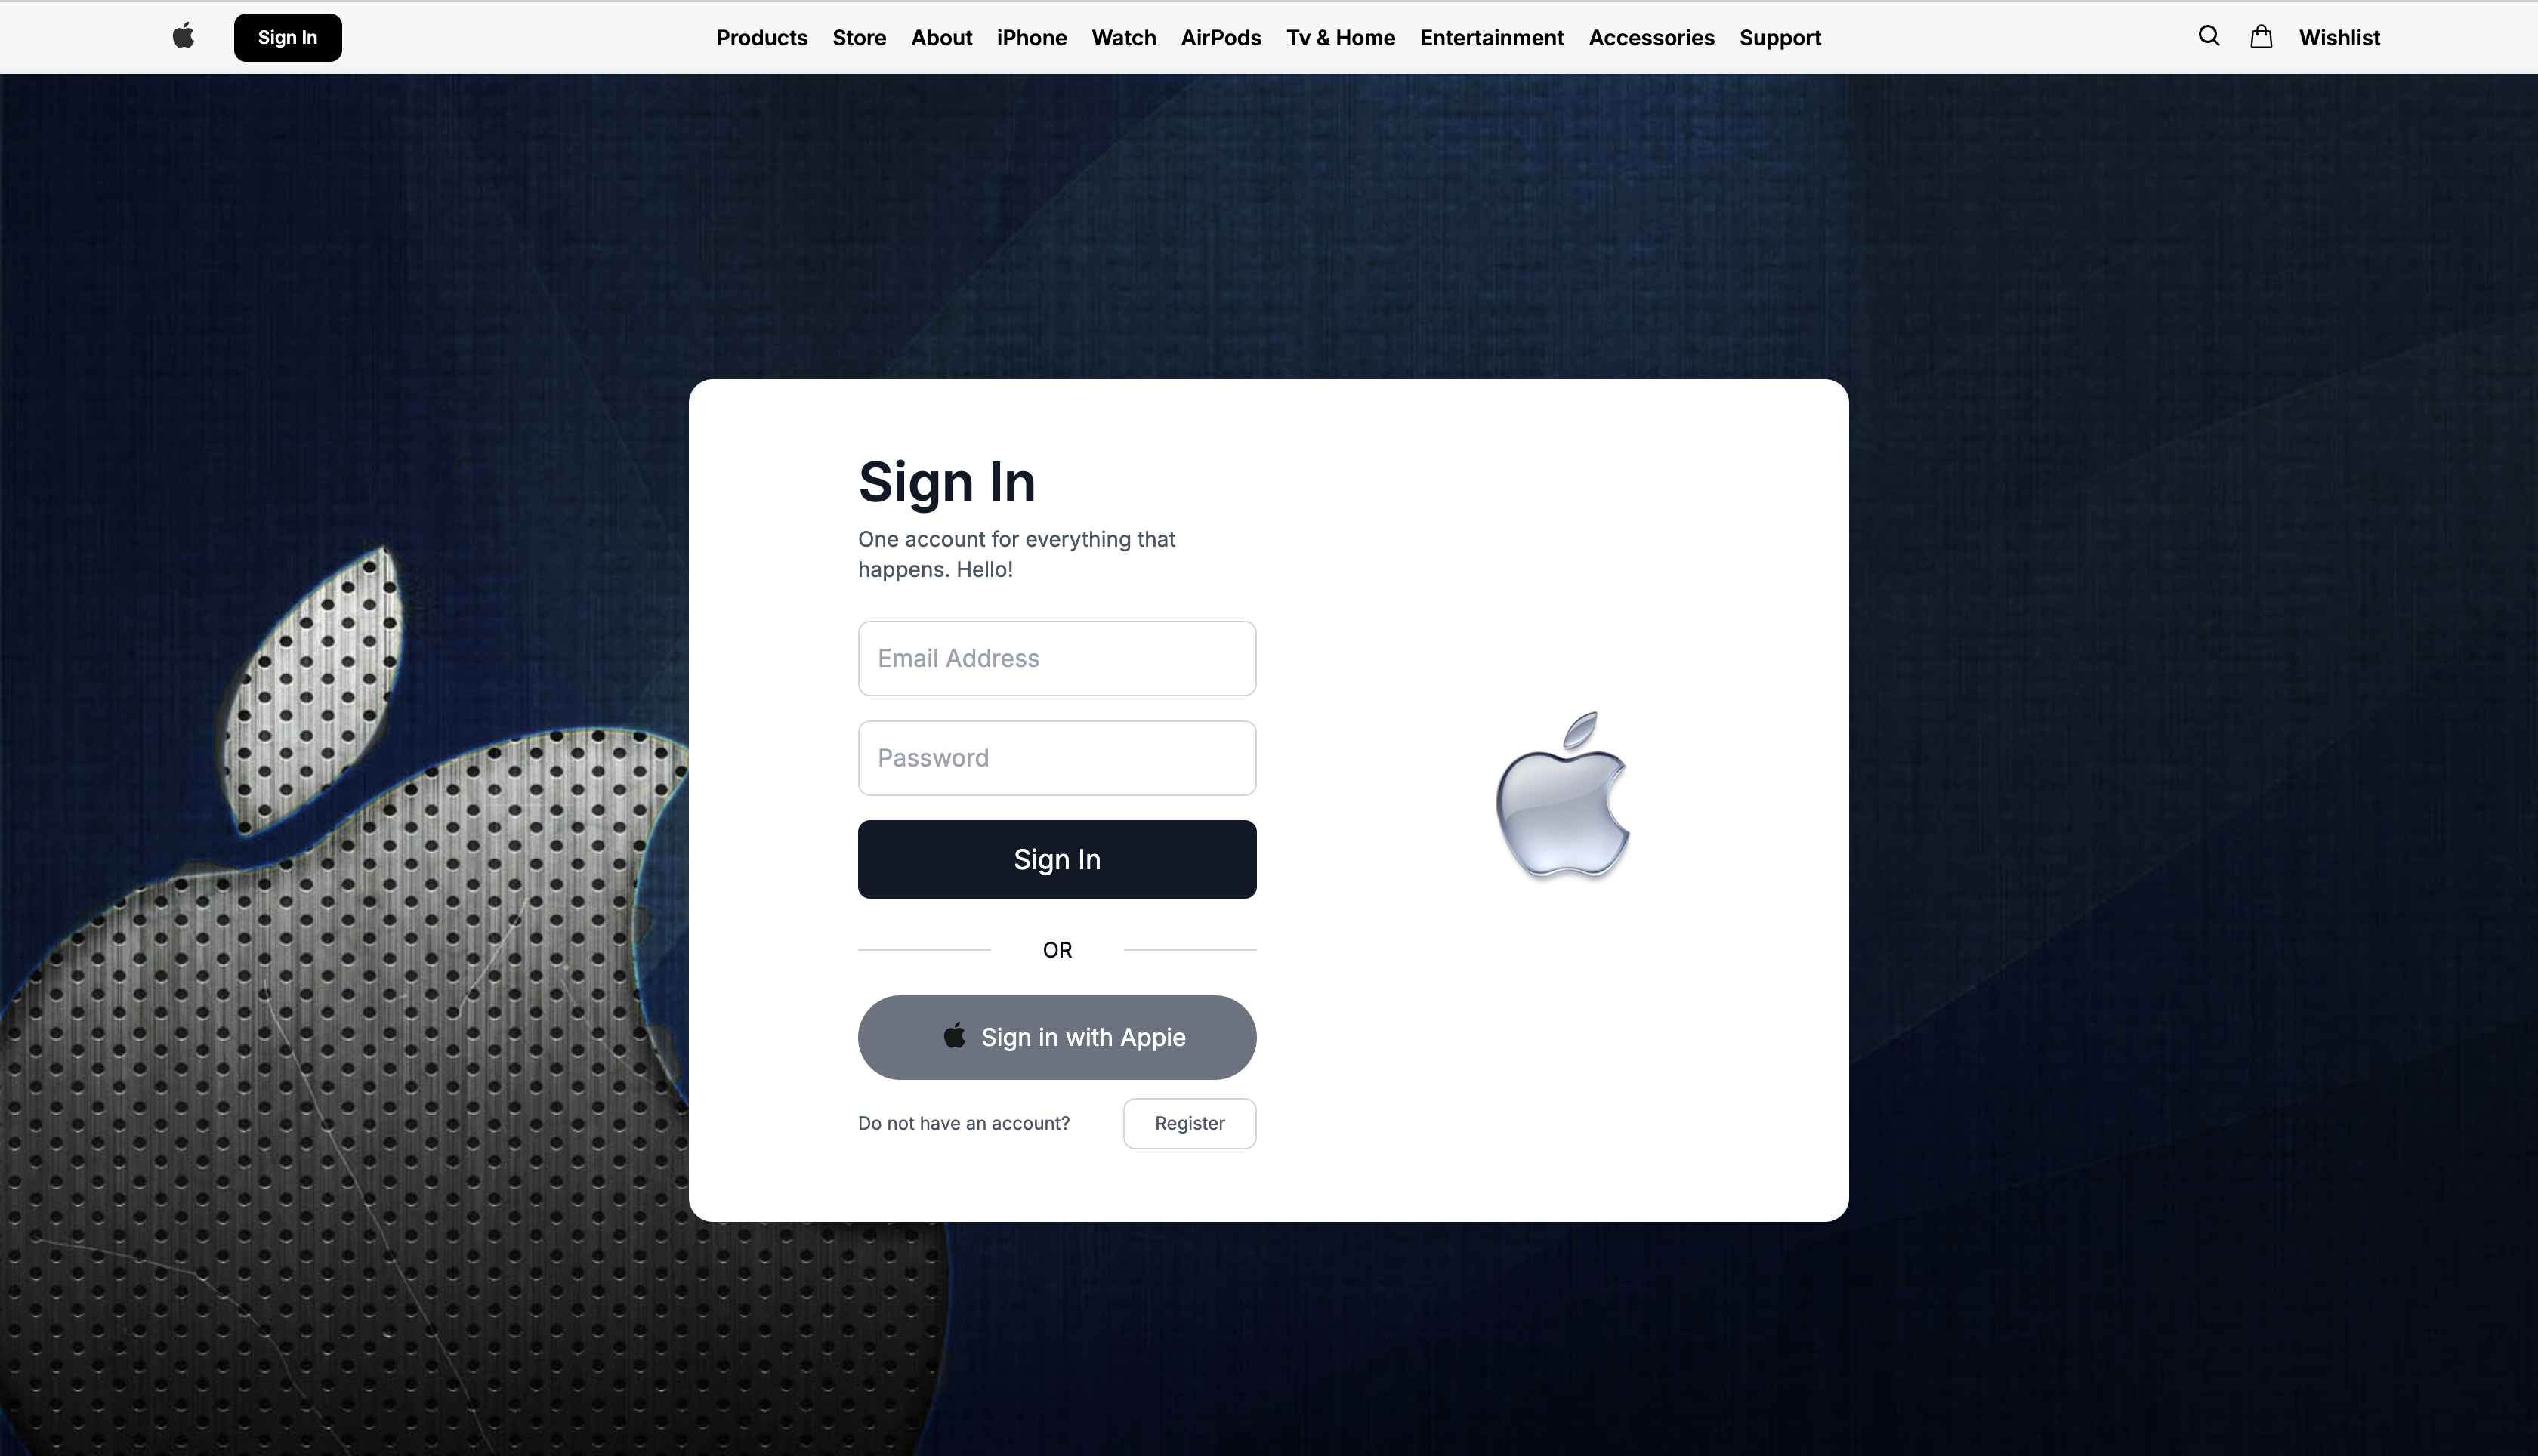 Sign In
Products Store About iPhone Watch AirPods Tv & Home Entertainment Accessories Support
Wishlist
Sign In
One account for everything that
happens. Hello!
Email Address
Password
Sign In
OR
Sign in with Appie
Do not have an account?
Register